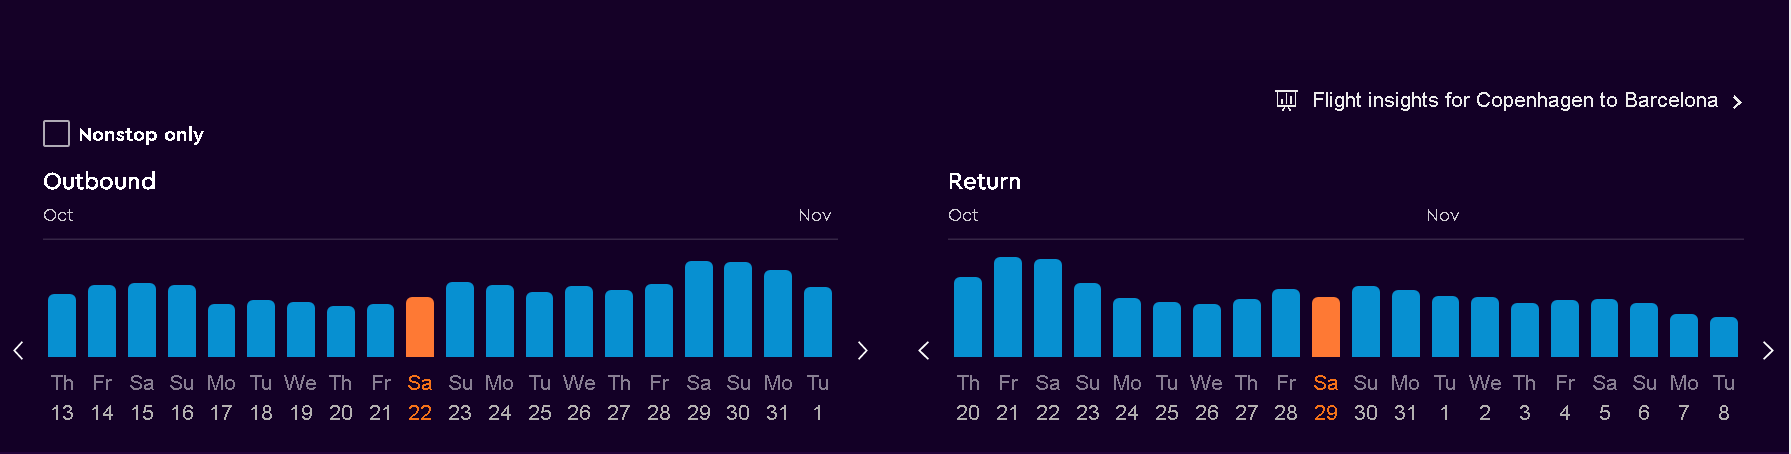 Flight insights for Copenhagen to Barcelona
Nonstop only
Outbound
Oct Nov
Th Fr Sa Su Mo Tu We Th Fr Sa Su Mo Tu We Th Fr Sa Su Mo Tu
13 14 15 16 17 18 19 20 21 22 23 24 25 26 27 28 29 30 31 1
Return
Oct Nov
Th Fr Sa Su Mo Tu We Th Fr Sa Su Mo Tu We Th Fr Sa Su Mo Tu
20 21 22 23 24 25 26 27 28 29 30 31 1 2 3 4 5 6 7 8